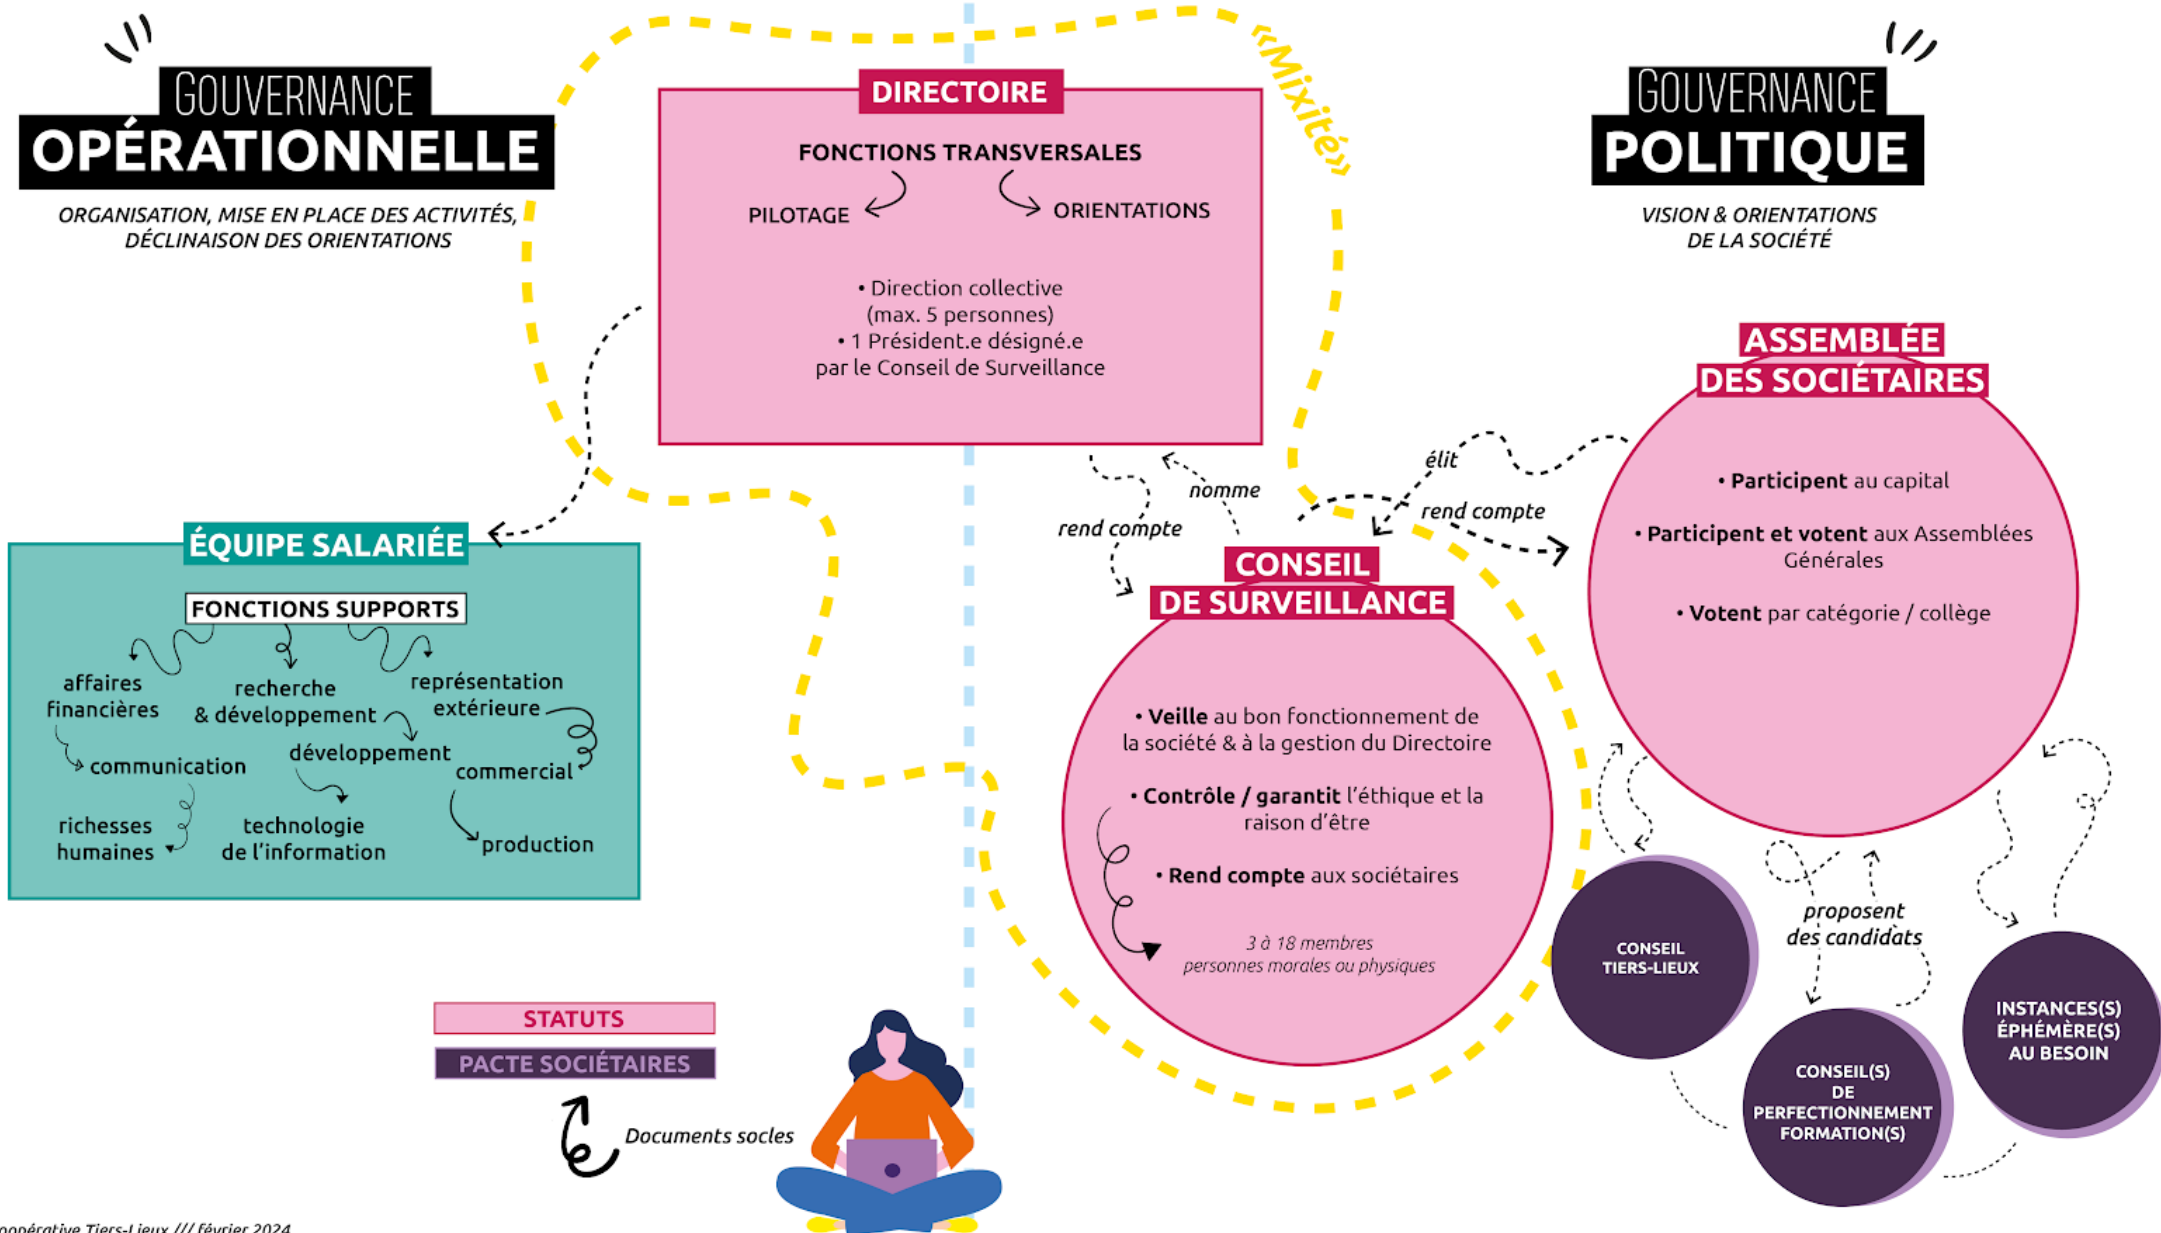 GOUVERNANCE
OPÉRATIONNELLE
ORGANISATION, MISE EN PLACE DES ACTIVITÉS,
DÉCLINAISON DES ORIENTATIONS
DIRECTOIRE
FONCTIONS TRANSVERSALES
PILOTAGE
ORIENTATIONS
• Direction collective
(max. 5 personnes)
• 1 Président.e désigné.e
par le Conseil de Surveillance
«Mixité»
GOUVERNANCE
POLITIQUE
VISION & ORIENTATIONS
DE LA SOCIÉTÉ
ÉQUIPE SALARIÉE
FONCTIONS SUPPORTS
affaires
financières
recherche
& développement
représentation
extérieure
communication
développement
commercial
richesses
humaines
technologie
de l'information
production
rend compte
nomme
élit
rend compte
CONSEIL
DE SURVEILLANCE
• Veille au bon fonctionnement de
la société & à la gestion du Directoire
• Contrôle / garantit l'éthique et la
raison d'être
• Rend compte aux sociétaires
3 à 18 membres
personnes morales ou physiques
ASSEMBLÉE
DES SOCIÉTAIRES
• Participent au capital
• Participent et votent aux Assemblées
Générales
• Votent par catégorie / collège
proposent
des candidats
CONSEIL
TIERS-LIEUX
CONSEIL(S)
DE
PERFECTIONNEMENT
FORMATION(S)
INSTANCES(S)
ÉPHÉMÈRE(S)
AU BESOIN
STATUTS
PACTE SOCIÉTAIRES
Documents socles
oopérative Tiers-Lieux /// février 2024